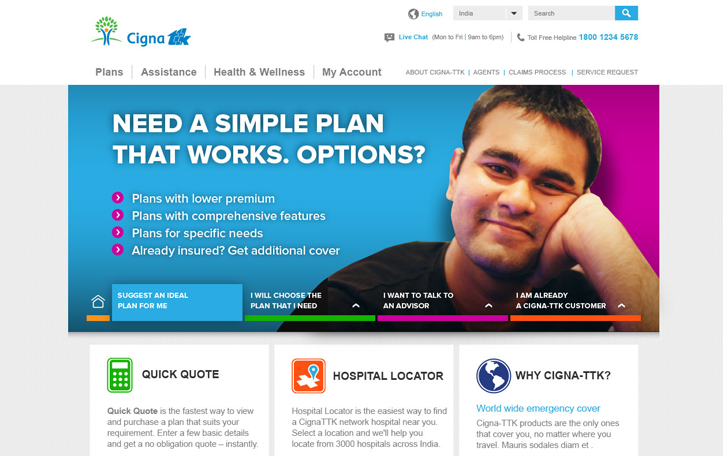 English
India
Search
Cigna TTK
Live Chat (Mon to Fri | 9am to 6pm)
Toll Free Helpline 1800 1234 5678
Plans
Assistance
Health & Wellness
My Account
ABOUT CIGNA-TTK | AGENTS | CLAIMS PROCESS | SERVICE REQUEST
NEED A SIMPLE PLAN
THAT WORKS. OPTIONS?
Plans with lower premium
Plans with comprehensive features
Plans for specific needs
Already insured? Get additional cover
SUGGEST AN IDEAL
PLAN FOR ME
I WILL CHOOSE THE
PLAN THAT I NEED
I WANT TO TALK TO
AN ADVISOR
I AM ALREADY
A CIGNA-TTK CUSTOMER
QUICK QUOTE
Quick Quote is the fastest way to view
and purchase a plan that suits your
requirement. Enter a few basic details
and get a no obligation quote – instantly.
HOSPITAL LOCATOR
Hospital Locator is the easiest way to find
a CignaTTK network hospital near you.
Select a location and we'll help you
locate from 3000 hospitals across India.
WHY CIGNA-TTK?
World wide emergency cover
Cigna-TTK products are the only ones
that cover you, no matter where you
travel. Mauris sodales diam et .